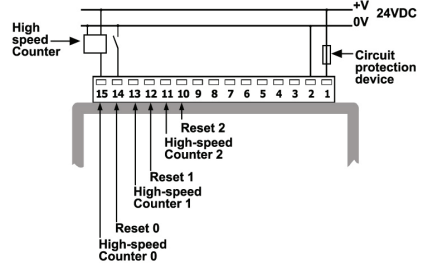 +V
24VDC
0V
High
speed
Counter
Circuit
protection
device
15 14 13 12 11 10 9 8 7 6 5 4 3 2 1
Reset 2
High-speed
Counter 2
Reset 1
High-speed
Counter 1
Reset 0
High-speed
Counter 0